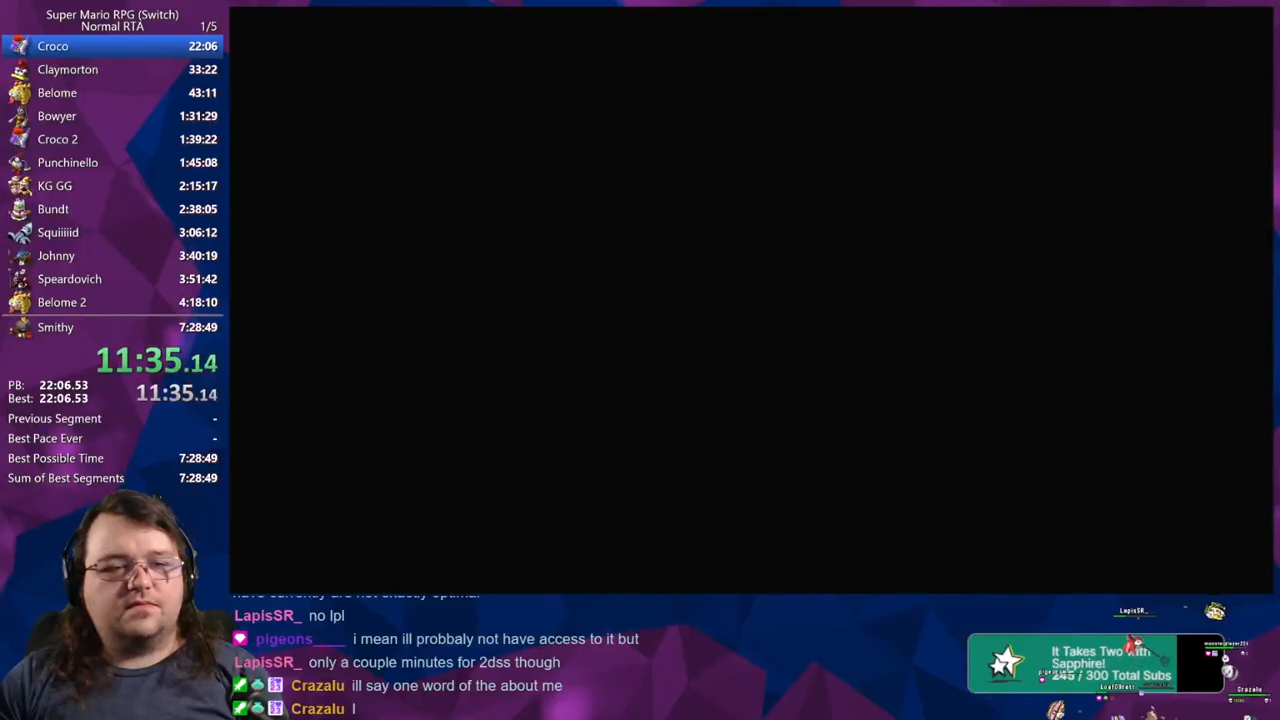 Super Mario RPG (Switch)
Normal RTA 1/5
Croco 22:06
Claymorton 33:22
Belome 43:11
Bowyer 1:31:29
Croco 2 1:39:22
Punchinello 1:45:08
KG GG 2:15:17
Bundt 2:38:05
Squiiiiid 3:06:12
Johnny 3:40:19
Speardovich 3:51:42
Belome 2 4:18:10
Smithy 7:28:49
11:35.14
PB: 22:06.53
Best: 22:06.53
11:35.14
Previous Segment -
Best Pace Ever -
Best Possible Time 7:28:49
Sum of Best Segments 7:28:49
LapisSR_ no lpl
pigeons____ i mean ill probbaly not have access to it but
LapisSR_ only a couple minutes for 2dss though
Crazalu ill say one word of the about me
Crazalu I
LapisSR_
It Takes Two with
Sapphire!
245 / 300 Total Subs
Crazalu